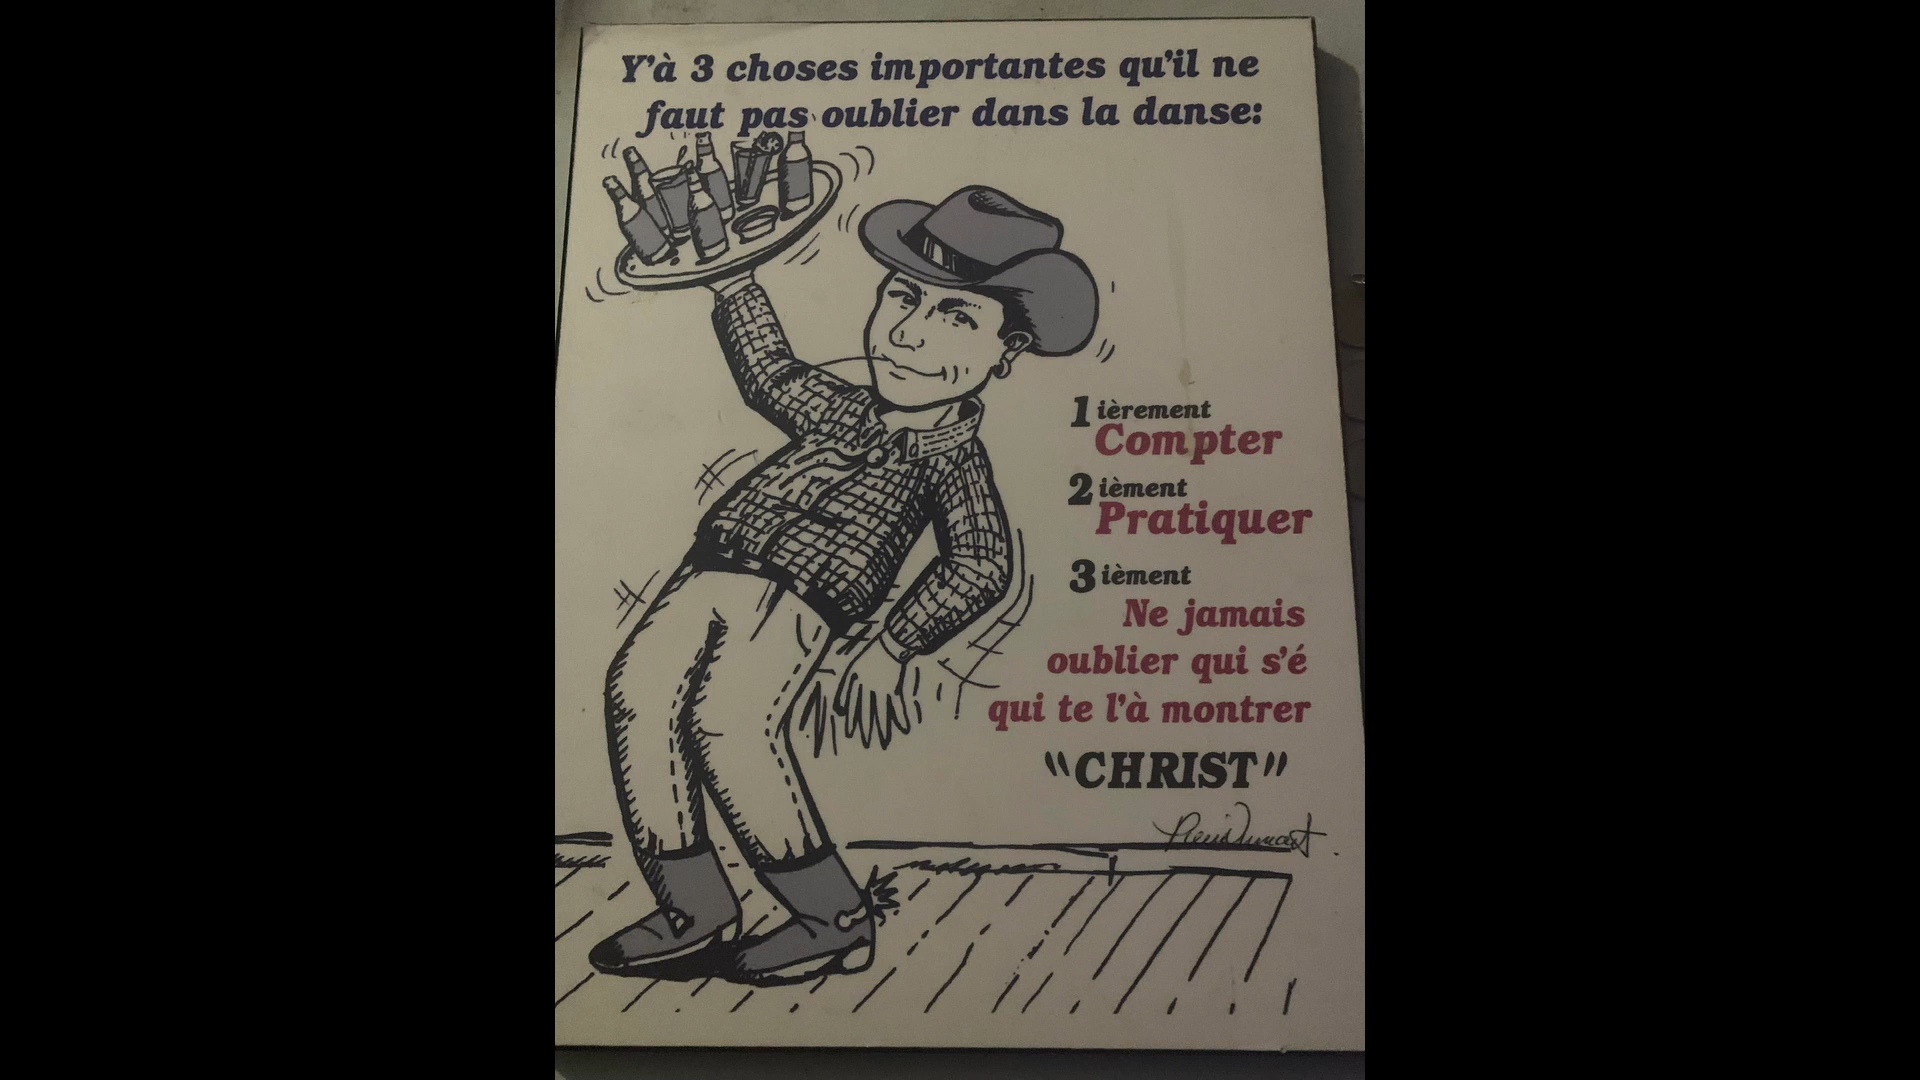 Y'à 3 choses importantes qu'il ne
faut pas oublier dans la danse:
1ièrement
Compter
2ièment
Pratiquer
3ièment
Ne jamais
oublier qui s'é
qui te l'à montrer
"CHRIST"